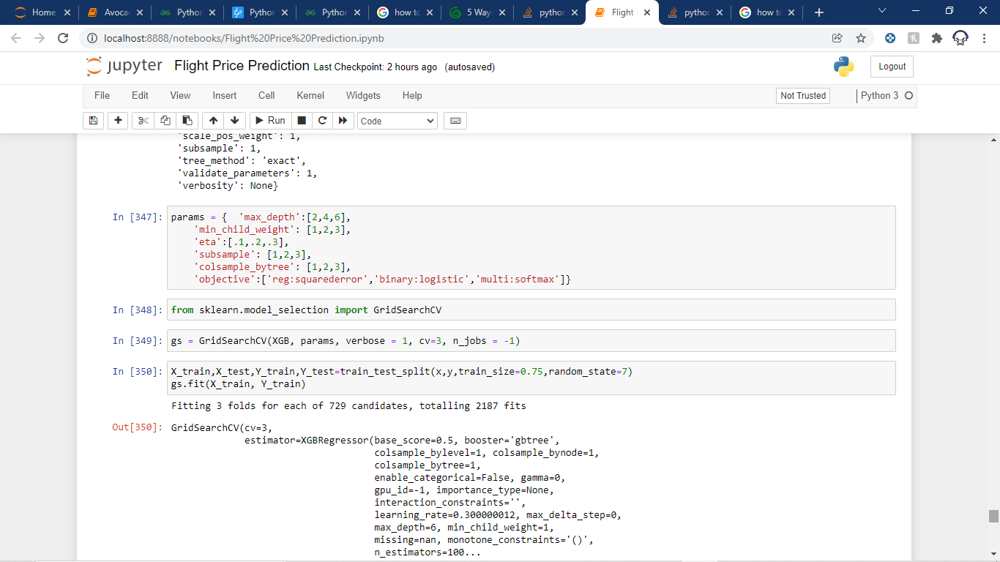 Home
Avoca
Python
Python
Python
how to
5 Way
python
Flight
python
how to
localhost:8888/notebooks/Flight%20Price%20Prediction.ipynb
jupyter Flight Price Prediction Last Checkpoint: 2 hours ago (autosaved)
Logout
File Edit View Insert Cell Kernel Widgets Help
Not Trusted
Python 3
Run
Code
'scale_pos_weight': 1,
'subsample': 1,
'tree_method': 'exact',
'validate_parameters': 1,
'verbosity': None}
In [347]: params = {  'max_depth':[2,4,6],
'min_child_weight': [1,2,3],
'eta':[.1,.2,.3],
'subsample': [1,2,3],
'colsample_bytree': [1,2,3],
'objective':['reg:squarederror','binary:logistic','multi:softmax']}
In [348]: from sklearn.model_selection import GridSearchCV
In [349]: gs = GridSearchCV(XGB, params, verbose = 1, cv=3, n_jobs = -1)
In [350]: X_train,X_test,Y_train,Y_test=train_test_split(x,y,train_size=0.75,random_state=7)
gs.fit(X_train, Y_train)
Fitting 3 folds for each of 729 candidates, totalling 2187 fits
Out[350]: GridSearchCV(cv=3,
estimator=XGBRegressor(base_score=0.5, booster='gbtree',
colsample_bylevel=1, colsample_bynode=1,
colsample_bytree=1,
enable_categorical=False, gamma=0,
gpu_id=-1, importance_type=None,
interaction_constraints='',
learning_rate=0.300000012, max_delta_step=0,
max_depth=6, min_child_weight=1,
missing=nan, monotone_constraints='()',
n_estimators=100...